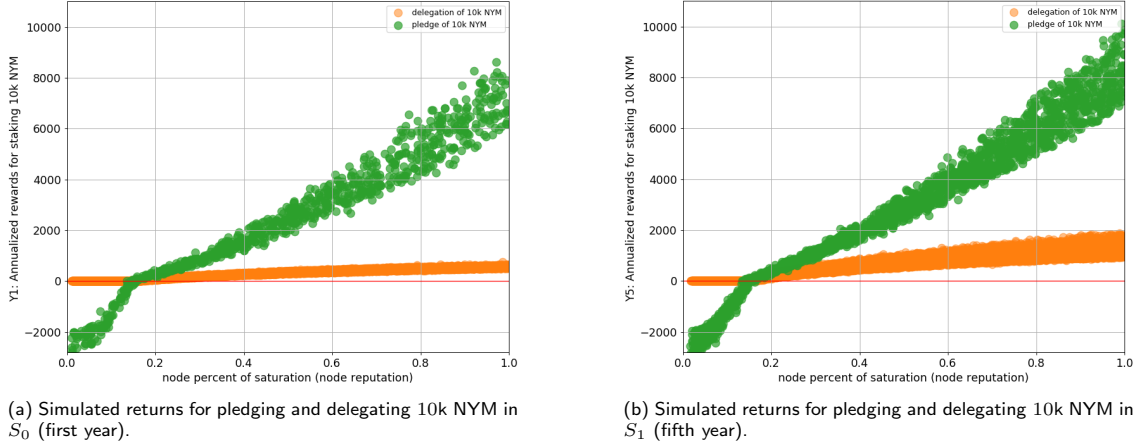 10000
8000
6000
4000
2000
0
−2000
0.0 0.2 0.4 0.6 0.8 1.0
Y1: Annualized rewards for staking 10k NYM
node percent of saturation (node reputation)
delegation of 10k NYM
pledge of 10k NYM
(a) Simulated returns for pledging and delegating 10k NYM in
S0 (first year).
10000
8000
6000
4000
2000
0
−2000
0.0 0.2 0.4 0.6 0.8 1.0
Y5: Annualized rewards for staking 10k NYM
node percent of saturation (node reputation)
delegation of 10k NYM
pledge of 10k NYM
(b) Simulated returns for pledging and delegating 10k NYM in
S1 (fifth year).